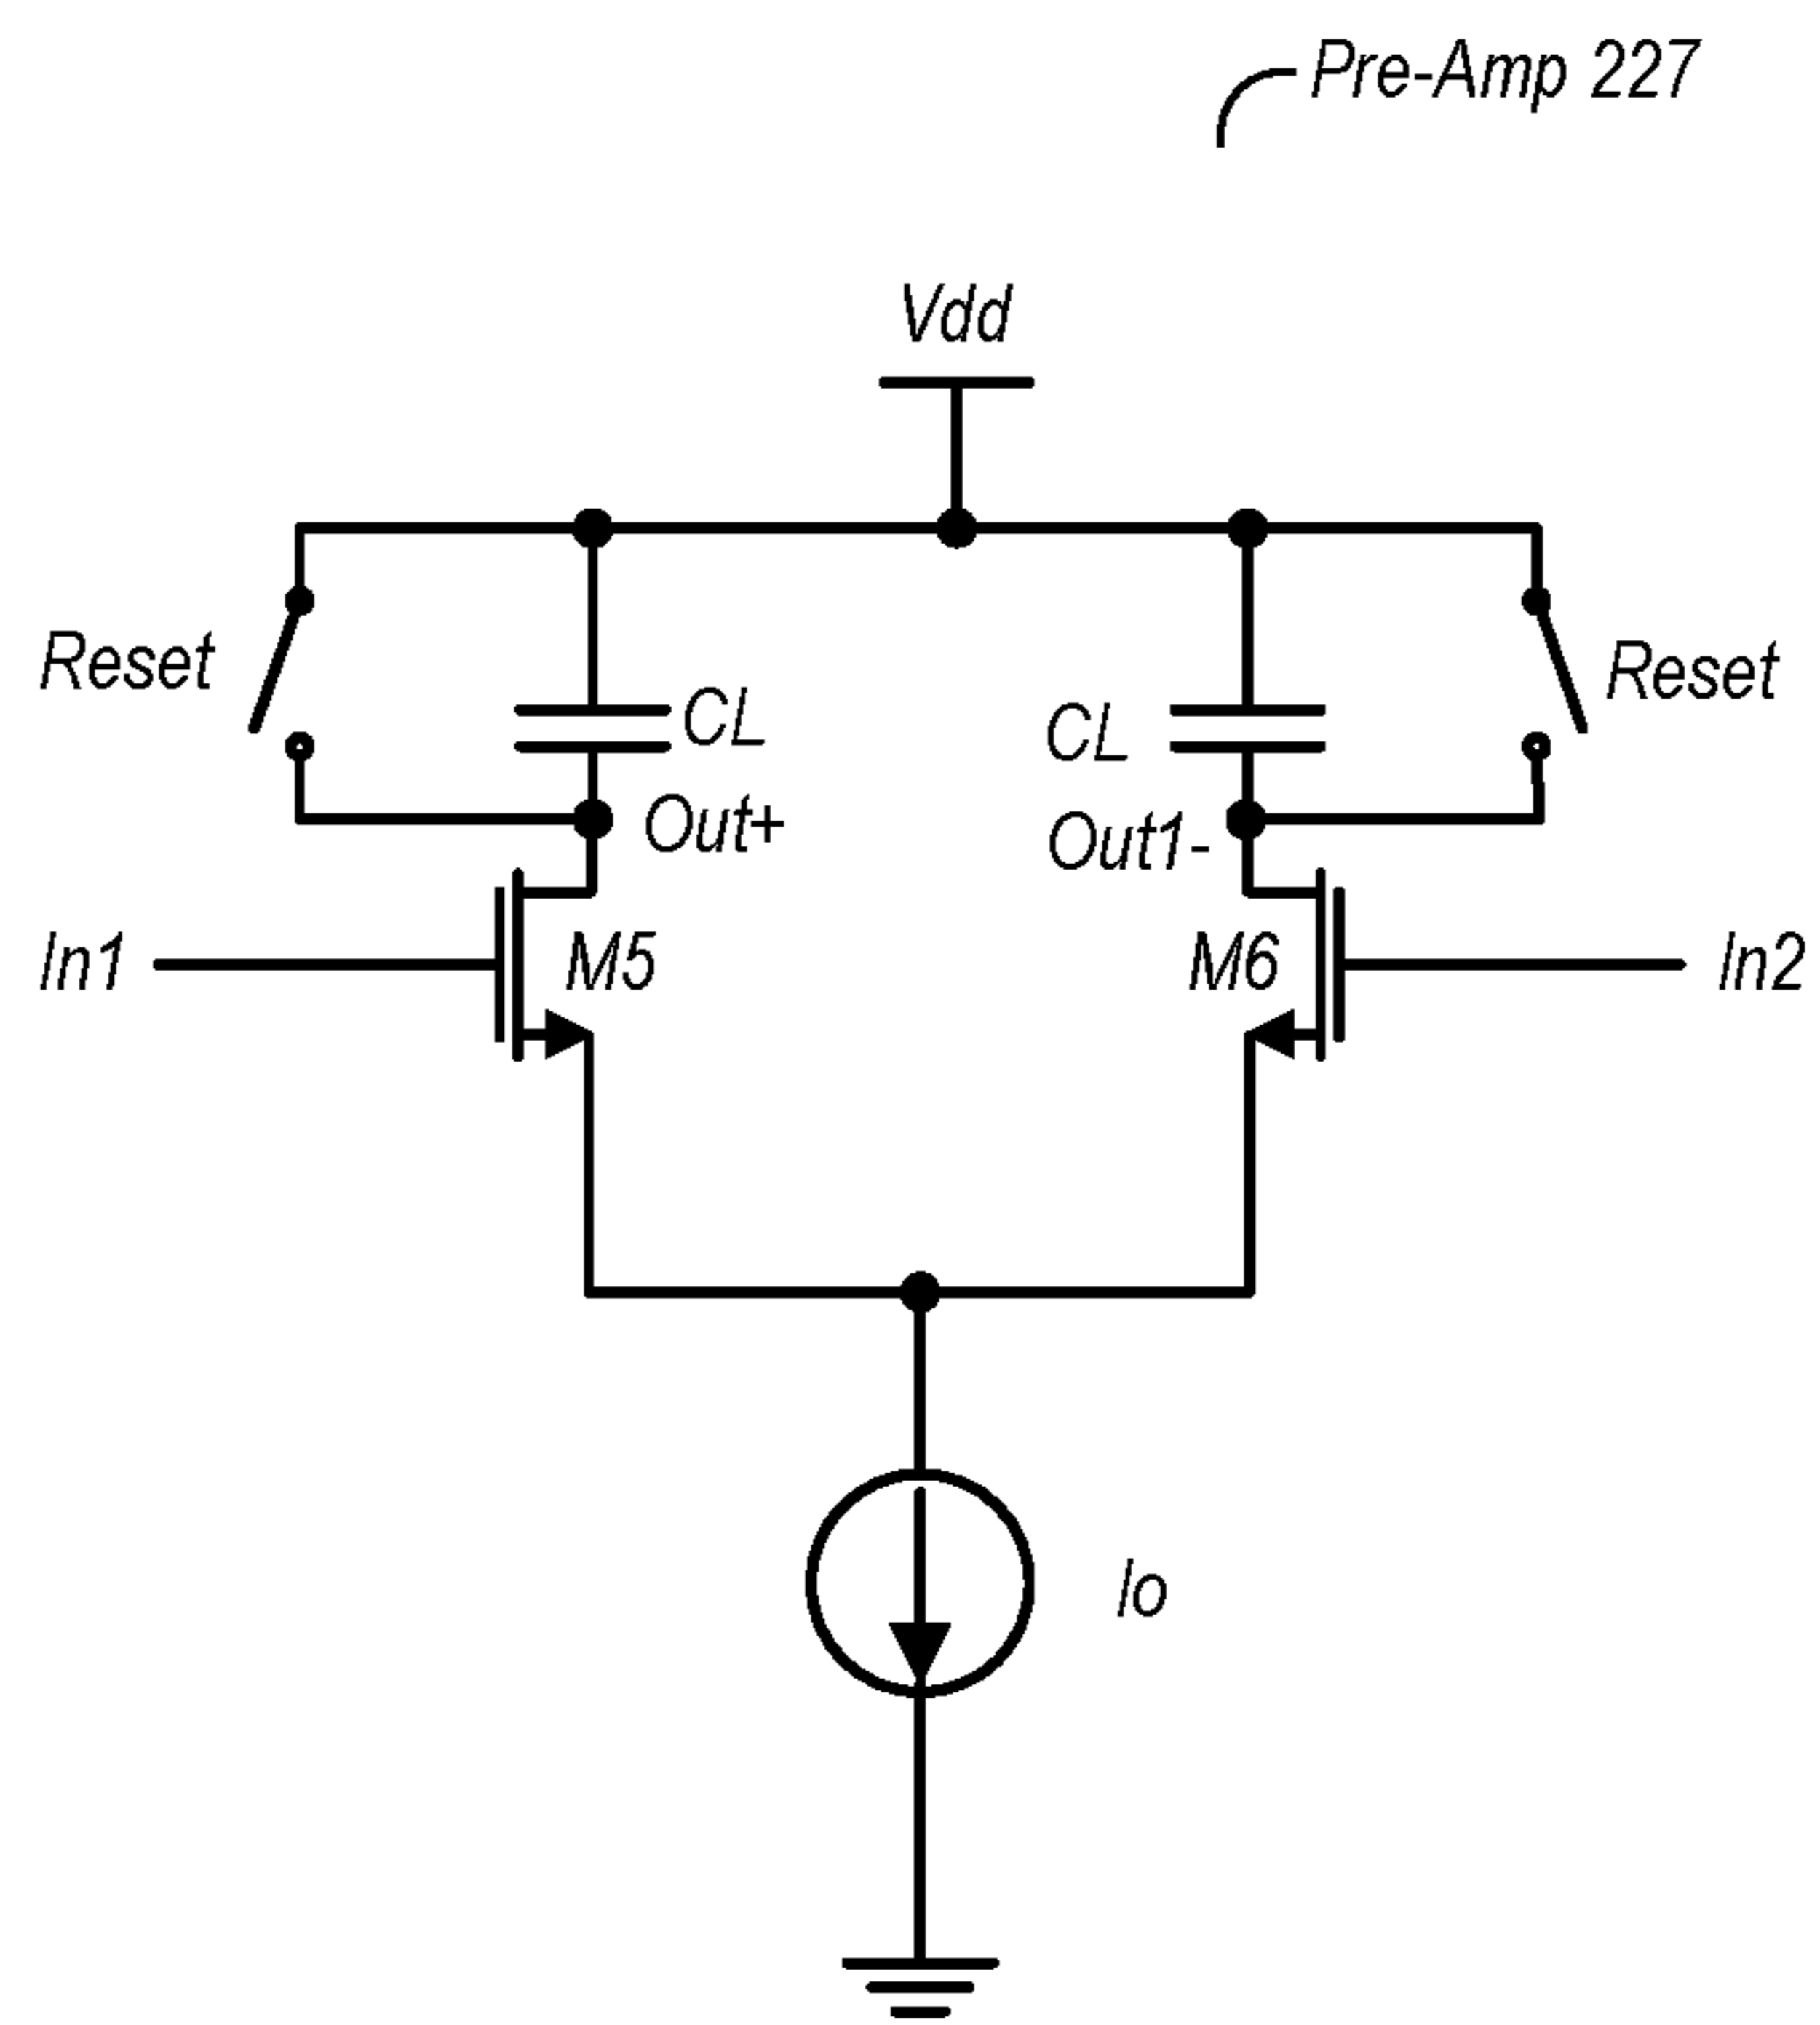 Pre-Amp 227
Vdd
Reset
Reset
CL
CL
Out+
Out1-
In1
M5
M6
In2
Io